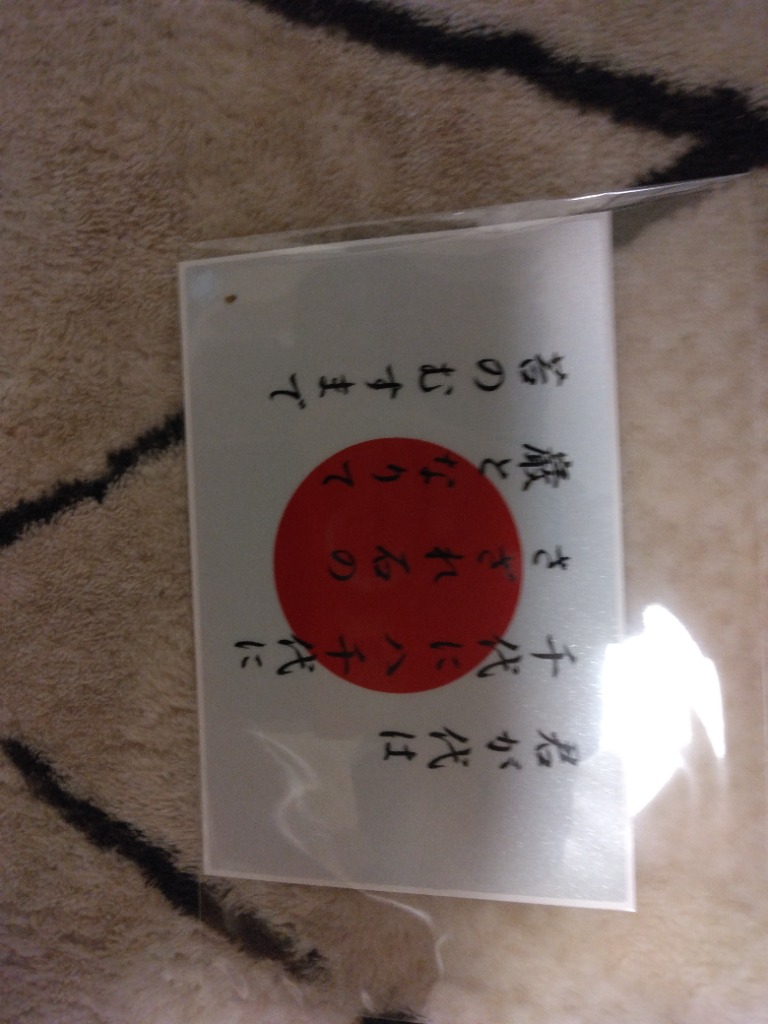 君が代は
千代に八千代に
さざれ石の
巌となりて
苔のむすまで